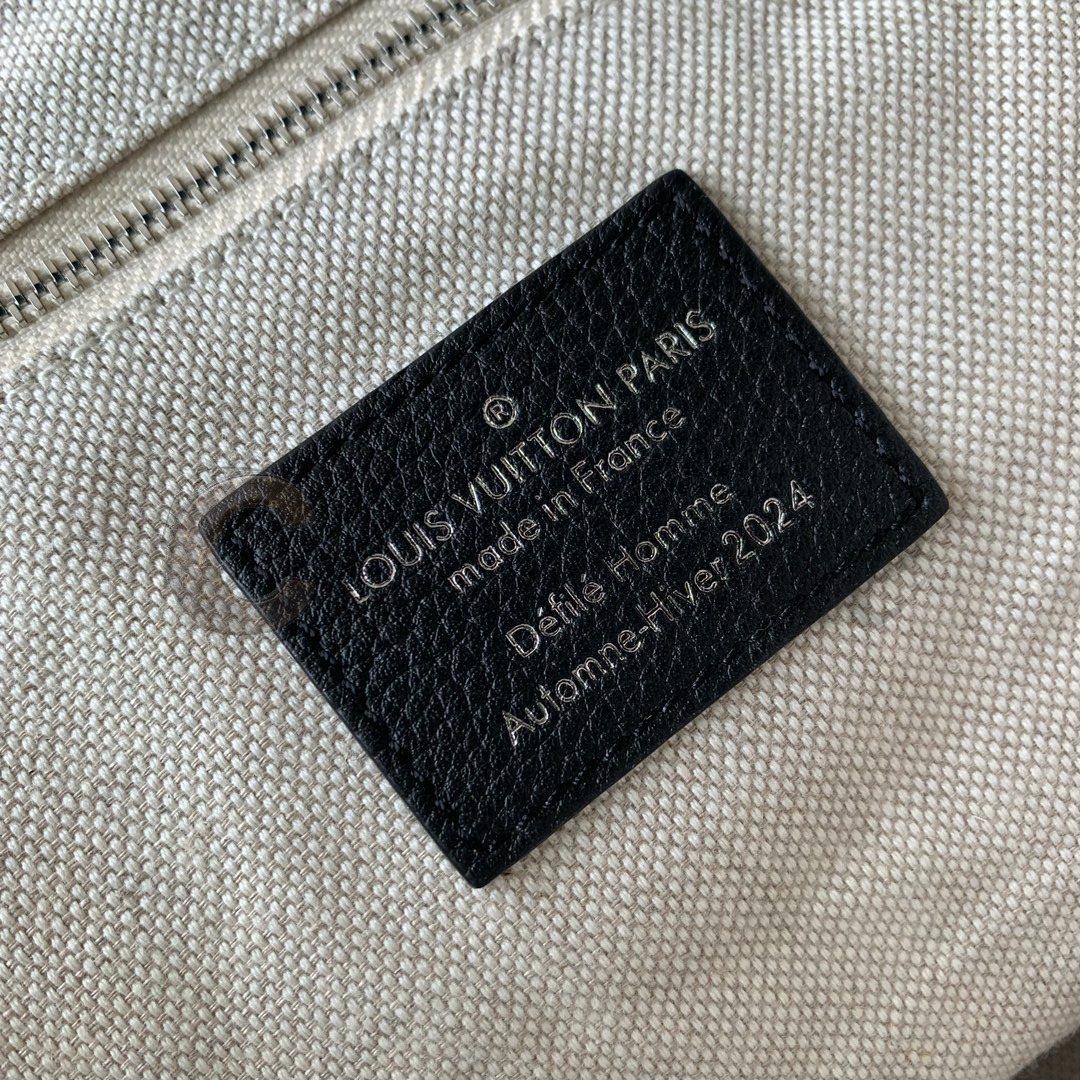 ®
LOUIS VUITTON PARIS
made in France
Défilé Homme
Automne-Hiver 2024